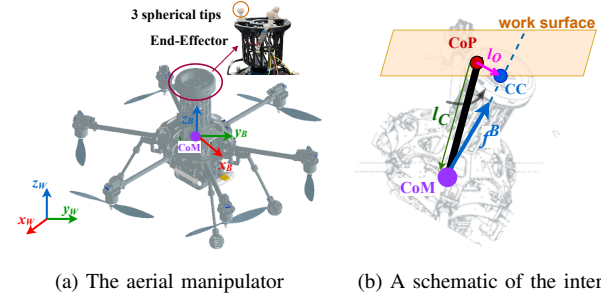 3 spherical tips
End-Effector
z_B
y_B
CoM
x_B
z_W
x_W
y_W
work surface
CoP
l_O
CC
l_C
f^B
CoM
(a) The aerial manipulator
(b) A schematic of the inter